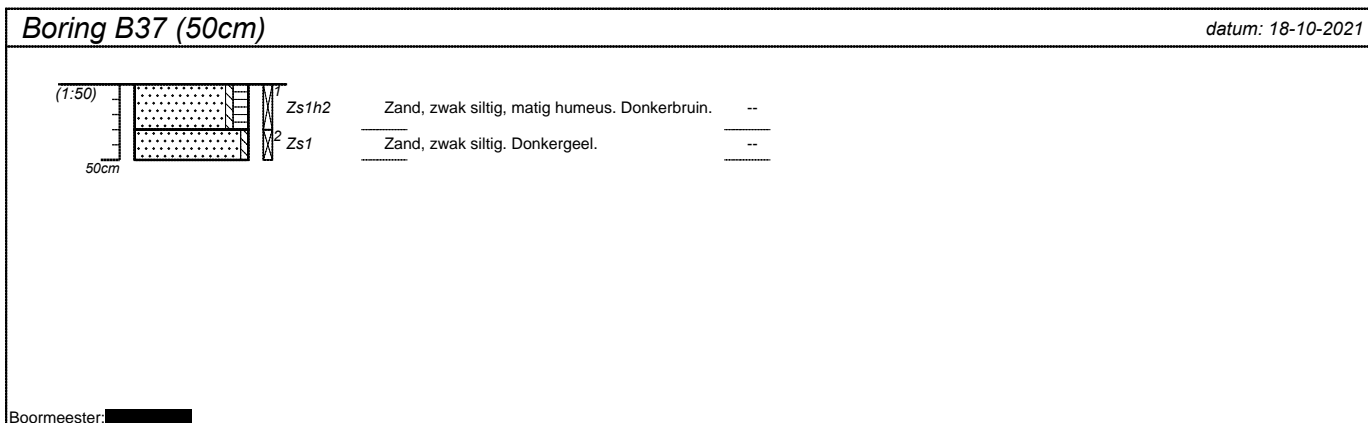 Boring B37 (50cm) datum: 18-10-2021
(1:50) 1 Zs1h2 Zand, zwak siltig, matig humeus. Donkerbruin. --
2 Zs1 Zand, zwak siltig. Donkergeel. --
50cm
Boormeester: